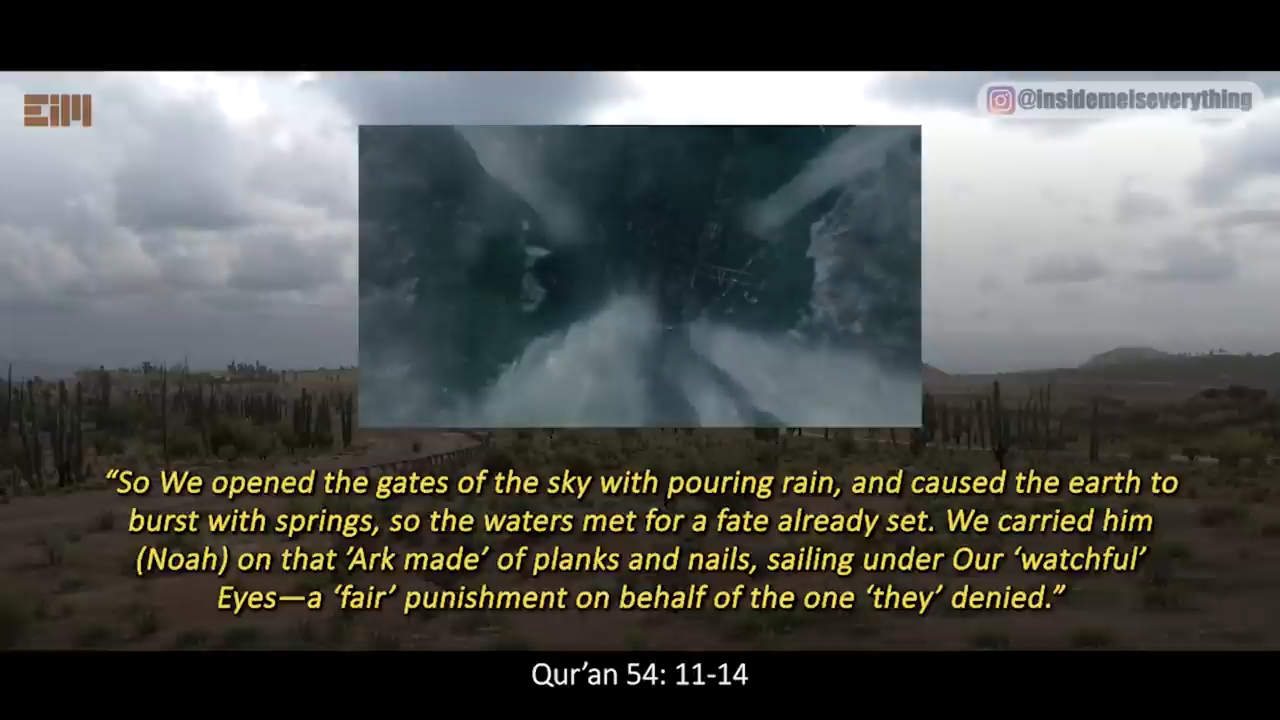 EiM
@insidemeiseverything
“So We opened the gates of the sky with pouring rain, and caused the earth to
burst with springs, so the waters met for a fate already set. We carried him
(Noah) on that ’Ark made’ of planks and nails, sailing under Our ‘watchful’
Eyes—a ‘fair’ punishment on behalf of the one ‘they’ denied.”
Qur’an 54: 11-14